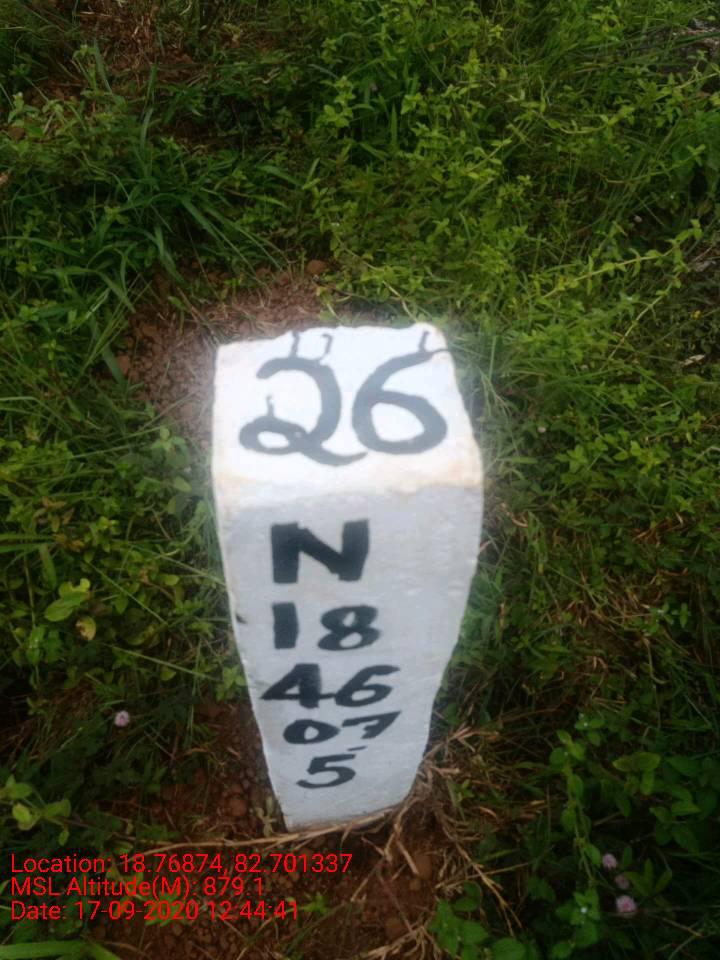 26
N
18
46
07
5
Location: 18.76874, 82.701337
MSL Altitude(M): 879.1
Date: 17-09-2020 12:44:41